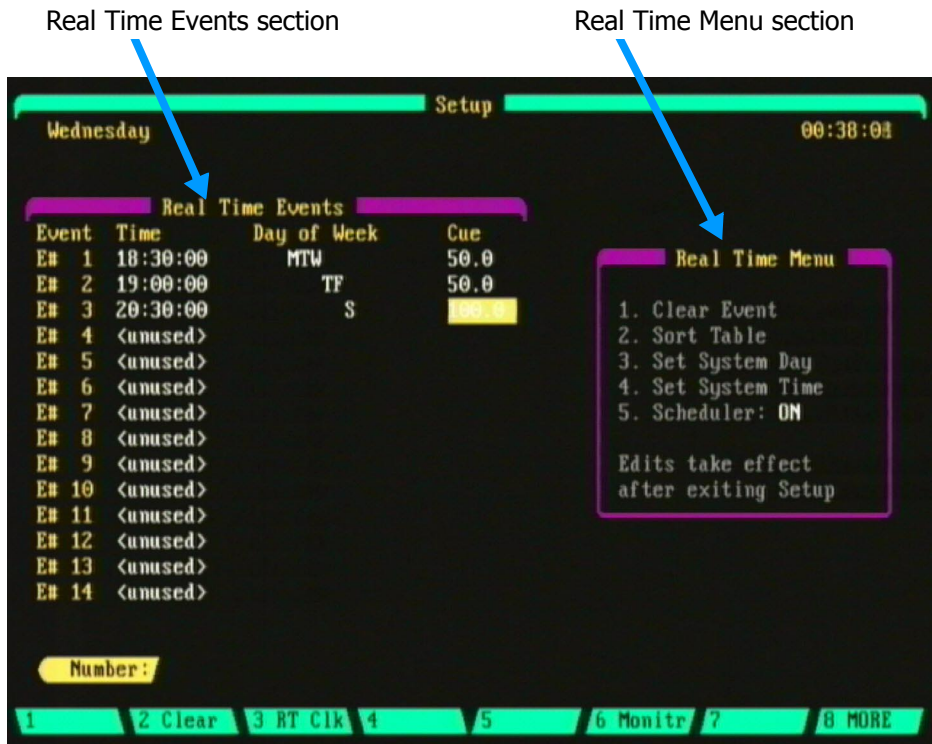 Real Time Events section Real Time Menu section
Setup
Wednesday 00:38:0
Real Time Events
Event Time Day of Week Cue
E# 1 18:30:00 MTW 50.0
E# 2 19:00:00 TF 50.0
E# 3 20:30:00 S 100.0
E# 4 <unused>
E# 5 <unused>
E# 6 <unused>
E# 7 <unused>
E# 8 <unused>
E# 9 <unused>
E# 10 <unused>
E# 11 <unused>
E# 12 <unused>
E# 13 <unused>
E# 14 <unused>
Real Time Menu
1. Clear Event
2. Sort Table
3. Set System Day
4. Set System Time
5. Scheduler: ON
Edits take effect
after exiting Setup
Number:
1 2 Clear 3 RT Clk 4 5 6 Monitr 7 8 MORE